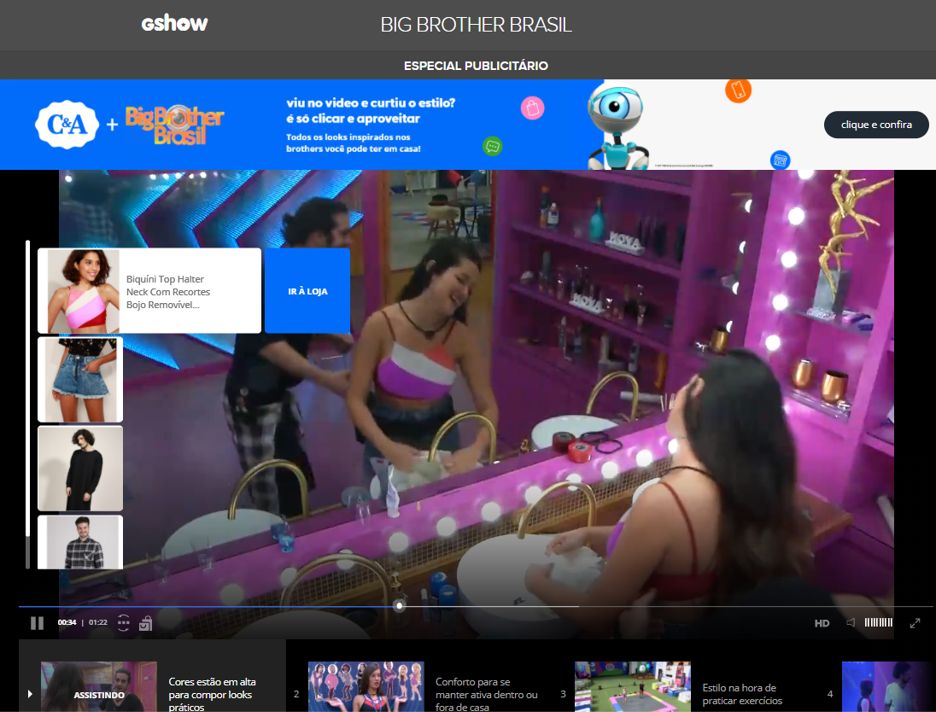 GSHOW
BIG BROTHER BRASIL
ESPECIAL PUBLICITÁRIO
C&A + Big Brother Brasil
viu no video e curtiu o estilo?
é só clicar e aproveitar
Todos os looks inspirados nos
brothers você pode ter em casa!
clique e confira
Biquíni Top Halter
Neck Com Recortes
Bojo Removível...
IR À LOJA
00:34 | 01:22
HD
ASSISTINDO
Cores estão em alta
para compor looks
práticos
2
Conforto para se
manter ativa dentro ou
fora de casa
3
Estilo na hora de
praticar exercícios
4